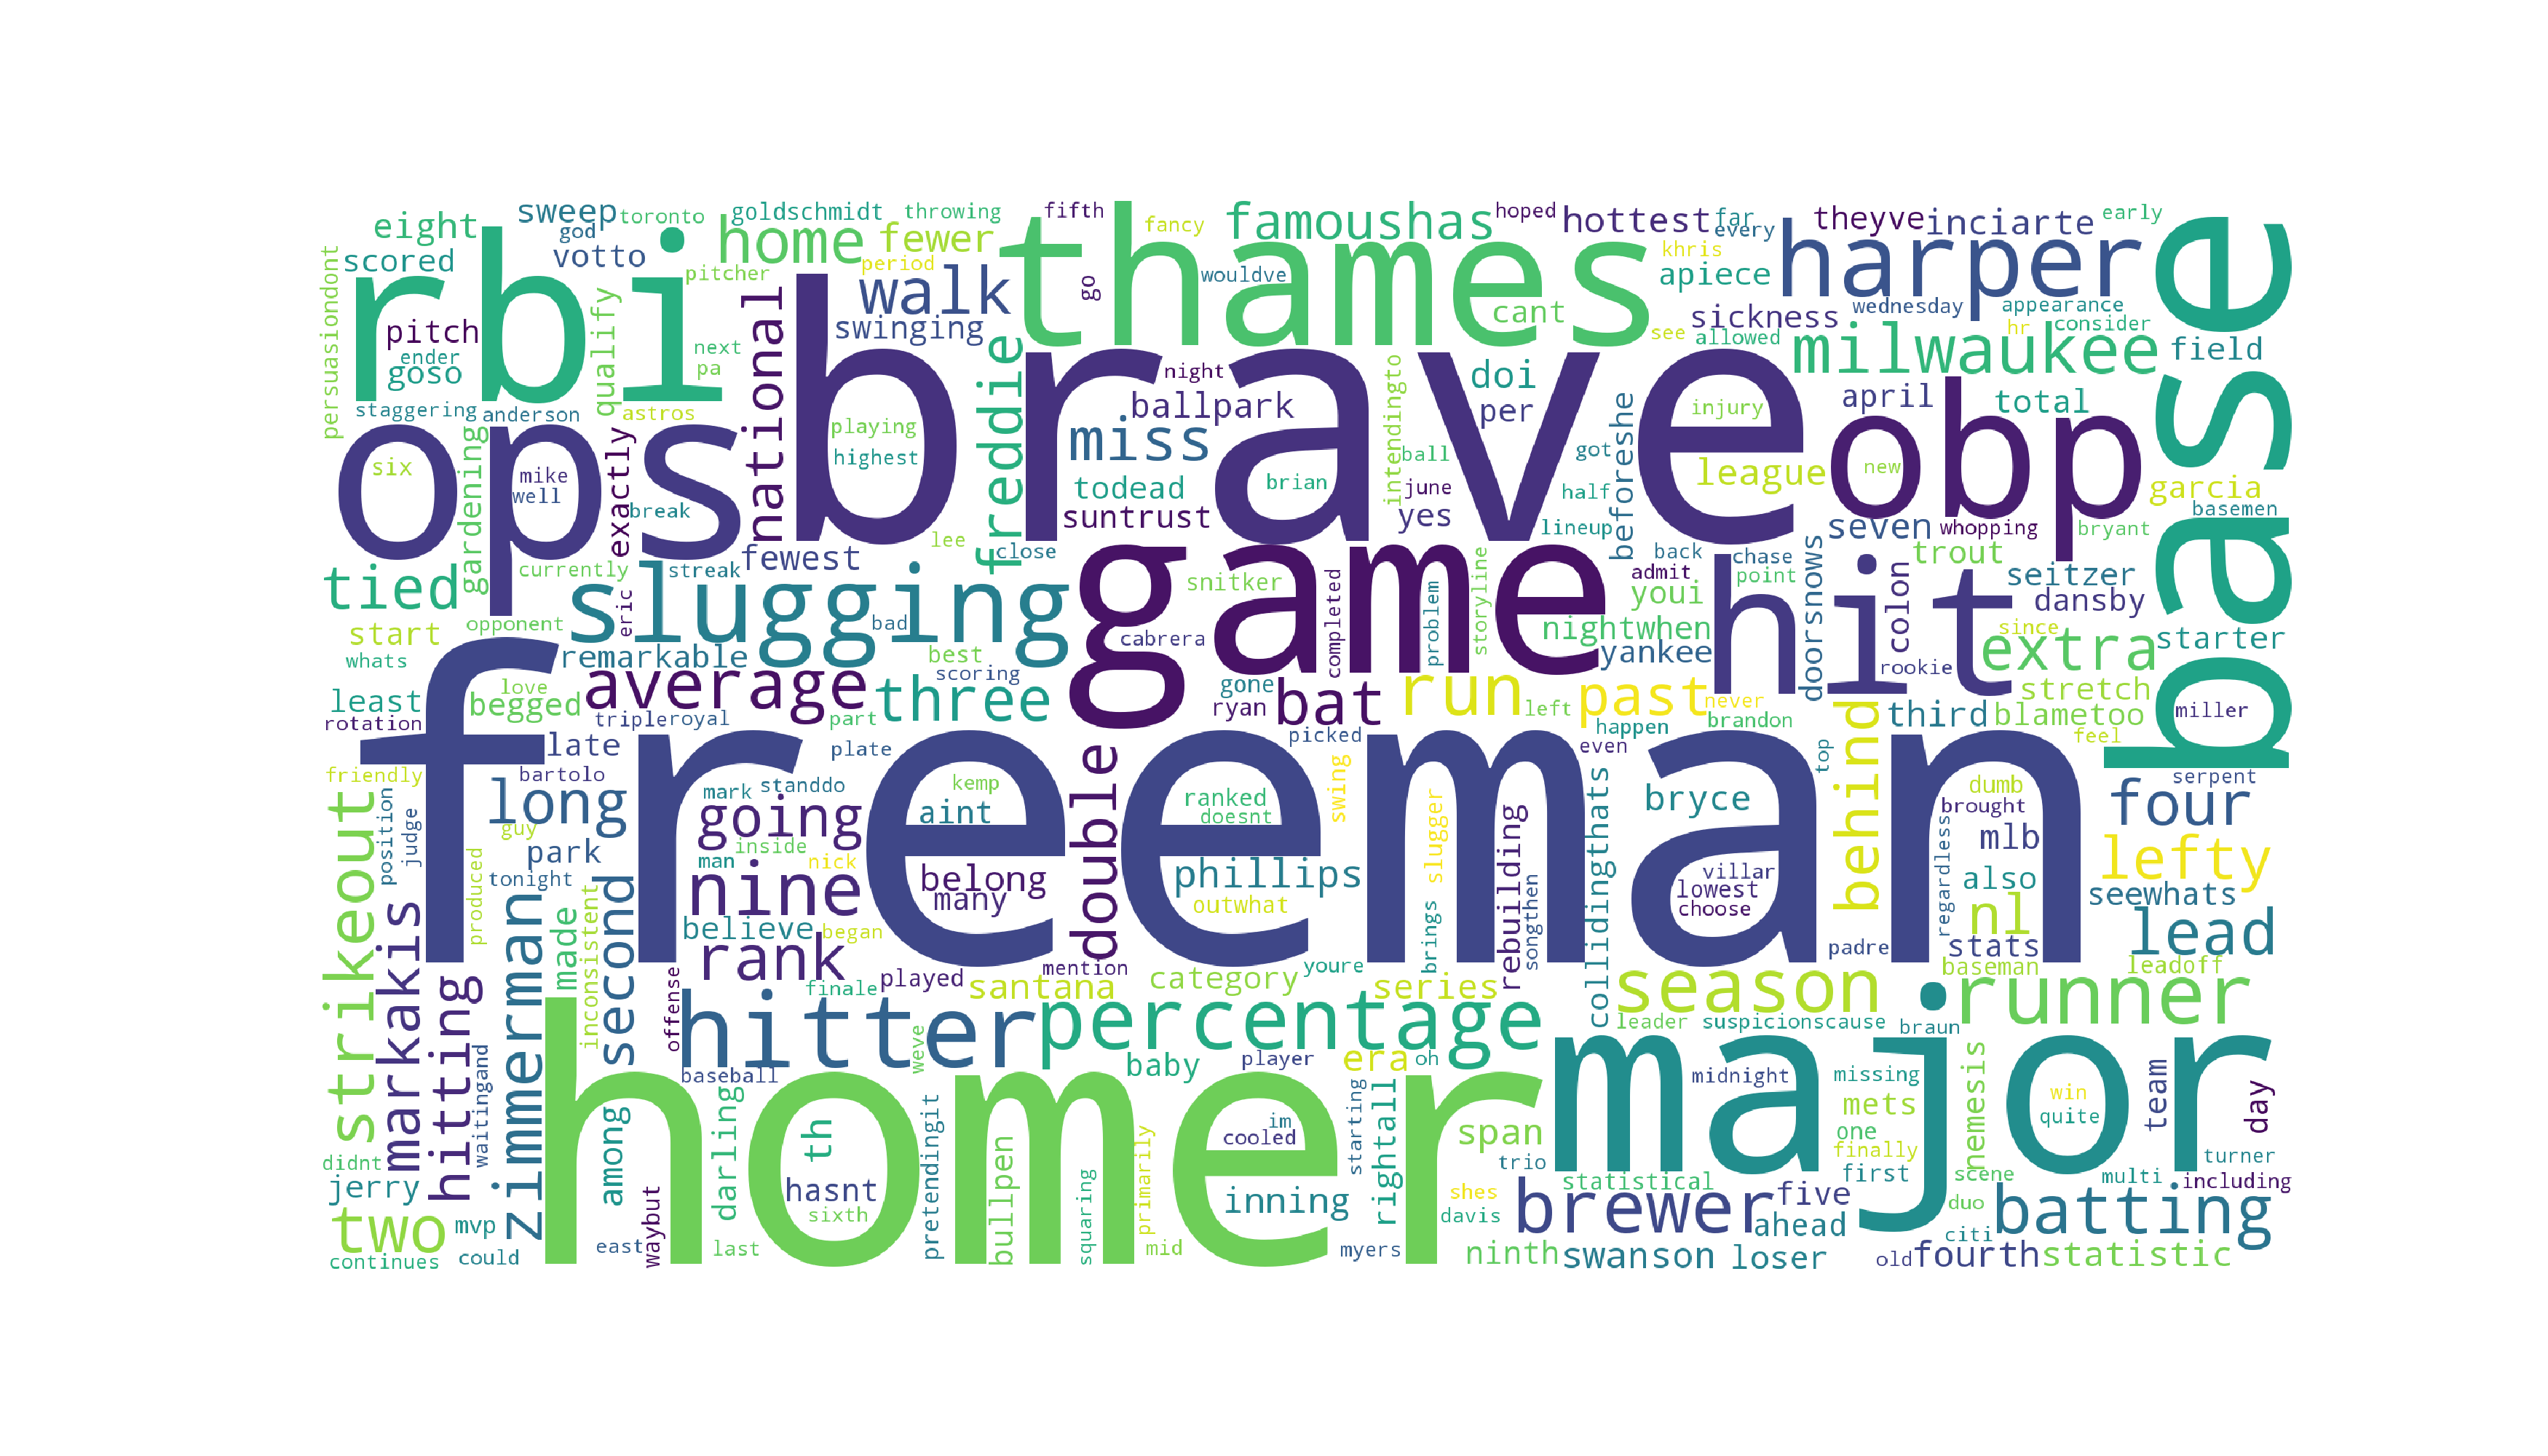 eight
sweep
toronto
goldschmidt
throwing
fifth
fancy
famoushas
hoped
hottest
far
theyve
inciarte
early
god
scored
votto
home
fewer
thames
every
khris
harper
base
persuasiondont
rbi
pitcher
period
walk
go
wouldve
apiece
wednesday
appearance
pitch
qualify
national
swinging
cant
see
sickness
allowed
hr
consider
ender
next
brave
freddie
milwaukee
field
goso
pa
night
doi
april
total
staggering
anderson
astros
ballpark
per
injury
obp
ops
gardening
exactly
playing
miss
intendingto
beforeshe
six
mike
highest
ball
got
league
new
garcia
well
todead
brian
june
half
basemen
break
suntrust
yes
lineup
seven
whopping
bryant
tied
currently
streak
fewest
lee
close
game
back
chase
trout
slugging
snitker
completed
problem
storyline
admit
point
doorsnows
colon
seitzer
eric
youi
hit
dansby
start
opponent
bad
cabrera
nightwhen
since
extra
starter
whats
remarkable
best
yankee
rookie
least
love
average
scoring
gone
bat
run
past
never
stretch
begged
three
ryan
left
third
blametoo
miller
rotation
tripleroyal
part
happen
brandon
behind
feel
freeman
late
plate
double
picked
even
top
friendly
bartolo
mark
standdo
kemp
ranked
swing
collidingthats
bryce
dumb
serpent
strikeout
position
judge
long
going
aint
doesnt
slugger
rebuilding
brought
four
guy
inside
mlb
park
man
nick
phillips
villar
regardless
lefty
produced
tonight
nine
belong
lowest
also
markakis
zimmerman
second
many
outwhat
brings
songthen
choose
nl
seewhats
made
inconsistent
believe
began
lead
rank
padre
stats
hitting
offense
played
mention
category
youre
baseman
leadoff
finale
santana
series
season
runner
homer
hitter
percentage
leader
suspicionscause
braun
major
waitingand
weve
baby
player
era
oh
baseball
midnight
missing
nemesis
team
day
among
darling
th
pretendingit
bullpen
squaring
primarily
im
starting
rightall
mets
win
cooled
span
one
quite
didnt
trio
finally
turner
jerry
hasnt
inning
statistical
first
scene
multi
including
two
mvp
waybut
sixth
shes
brewer
five
duo
batting
davis
ahead
citi
continues
could
east
last
mid
myers
ninth
swanson
loser
old
fourth
statistic